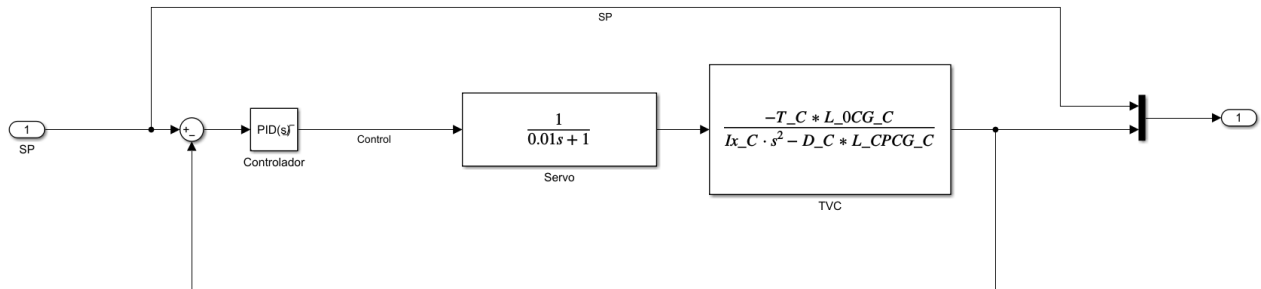 SP
1
SP
+
−
PID(s)
Controlador
Control
1
0.01s + 1
Servo
−T_C ∗ L_0CG_C
Ix_C · s² − D_C ∗ L_CPCG_C
TVC
1